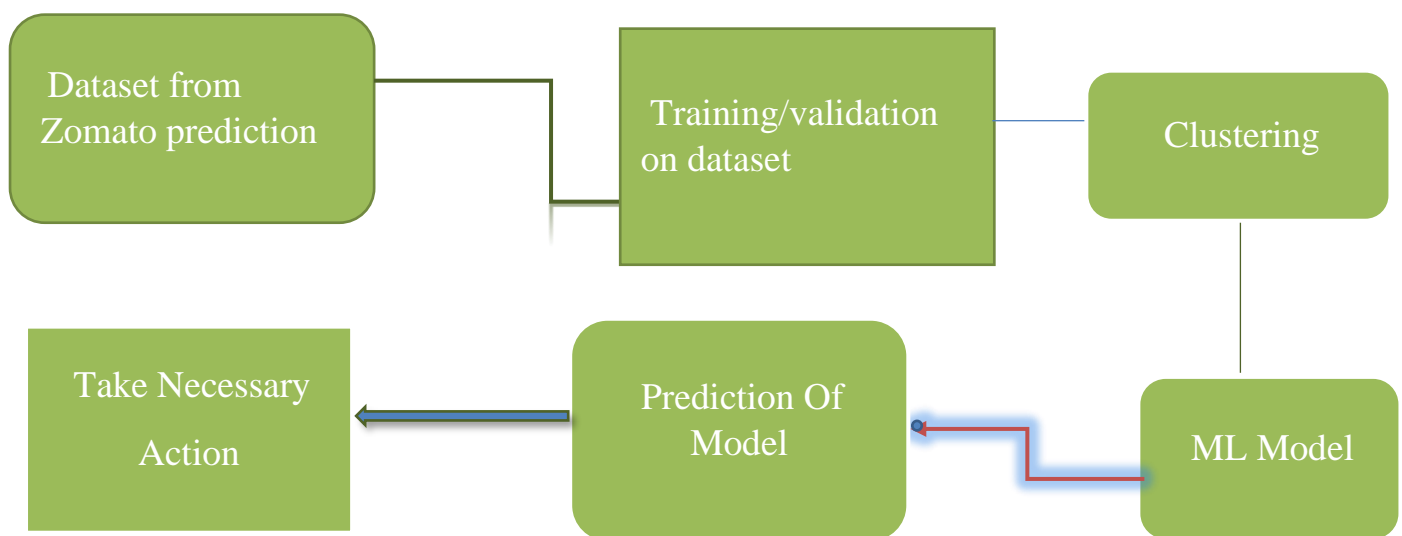 Dataset from
Zomato prediction
Training/validation
on dataset
Clustering
ML Model
Prediction Of
Model
Take Necessary
Action